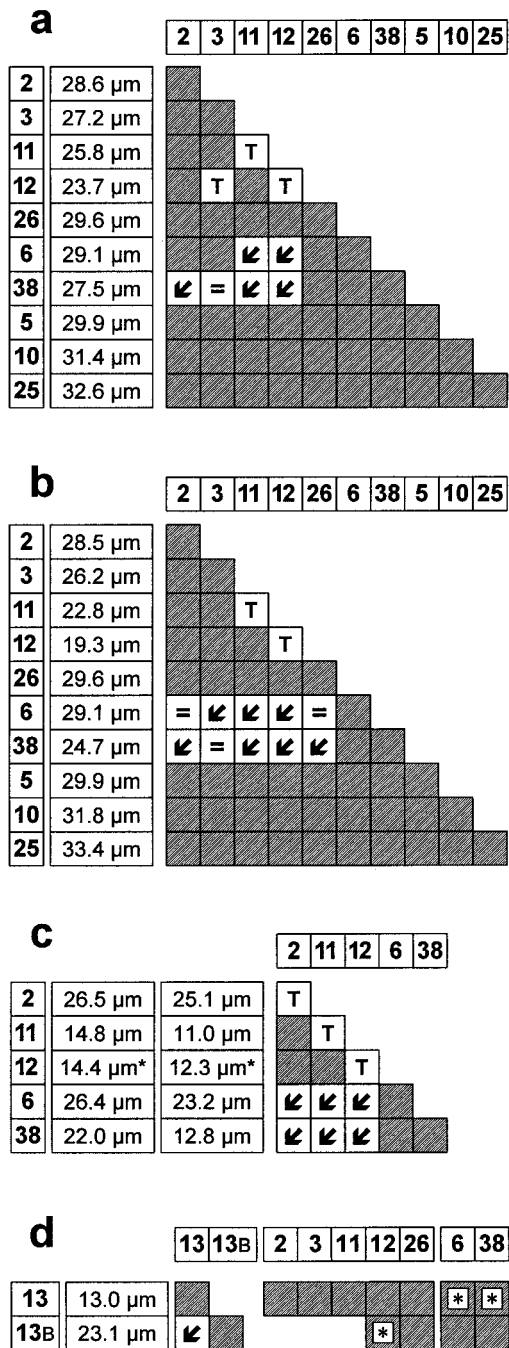 a
2 3 11 12 26 6 38 5 10 25
2 28.6 µm
3 27.2 µm
11 25.8 µm T
12 23.7 µm T T
26 29.6 µm
6 29.1 µm ↙ ↙
38 27.5 µm ↙ = ↙ ↙
5 29.9 µm
10 31.4 µm
25 32.6 µm
b
2 3 11 12 26 6 38 5 10 25
2 28.5 µm
3 26.2 µm
11 22.8 µm T
12 19.3 µm T
26 29.6 µm
6 29.1 µm = ↙ ↙ ↙ =
38 24.7 µm ↙ = ↙ ↙ ↙
5 29.9 µm
10 31.8 µm
25 33.4 µm
c
2 11 12 6 38
2 26.5 µm 25.1 µm T
11 14.8 µm 11.0 µm T
12 14.4 µm* 12.3 µm* T
6 26.4 µm 23.2 µm ↙ ↙ ↙
38 22.0 µm 12.8 µm ↙ ↙ ↙
d
13 13B 2 3 11 12 26 6 38
13 13.0 µm * *
13B 23.1 µm ↙ *